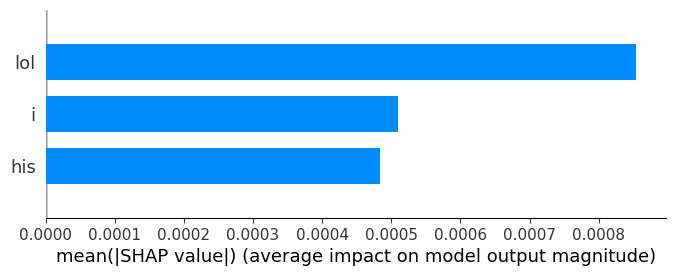 lol
i
his
0.0000 0.0001 0.0002 0.0003 0.0004 0.0005 0.0006 0.0007 0.0008
mean(|SHAP value|) (average impact on model output magnitude)